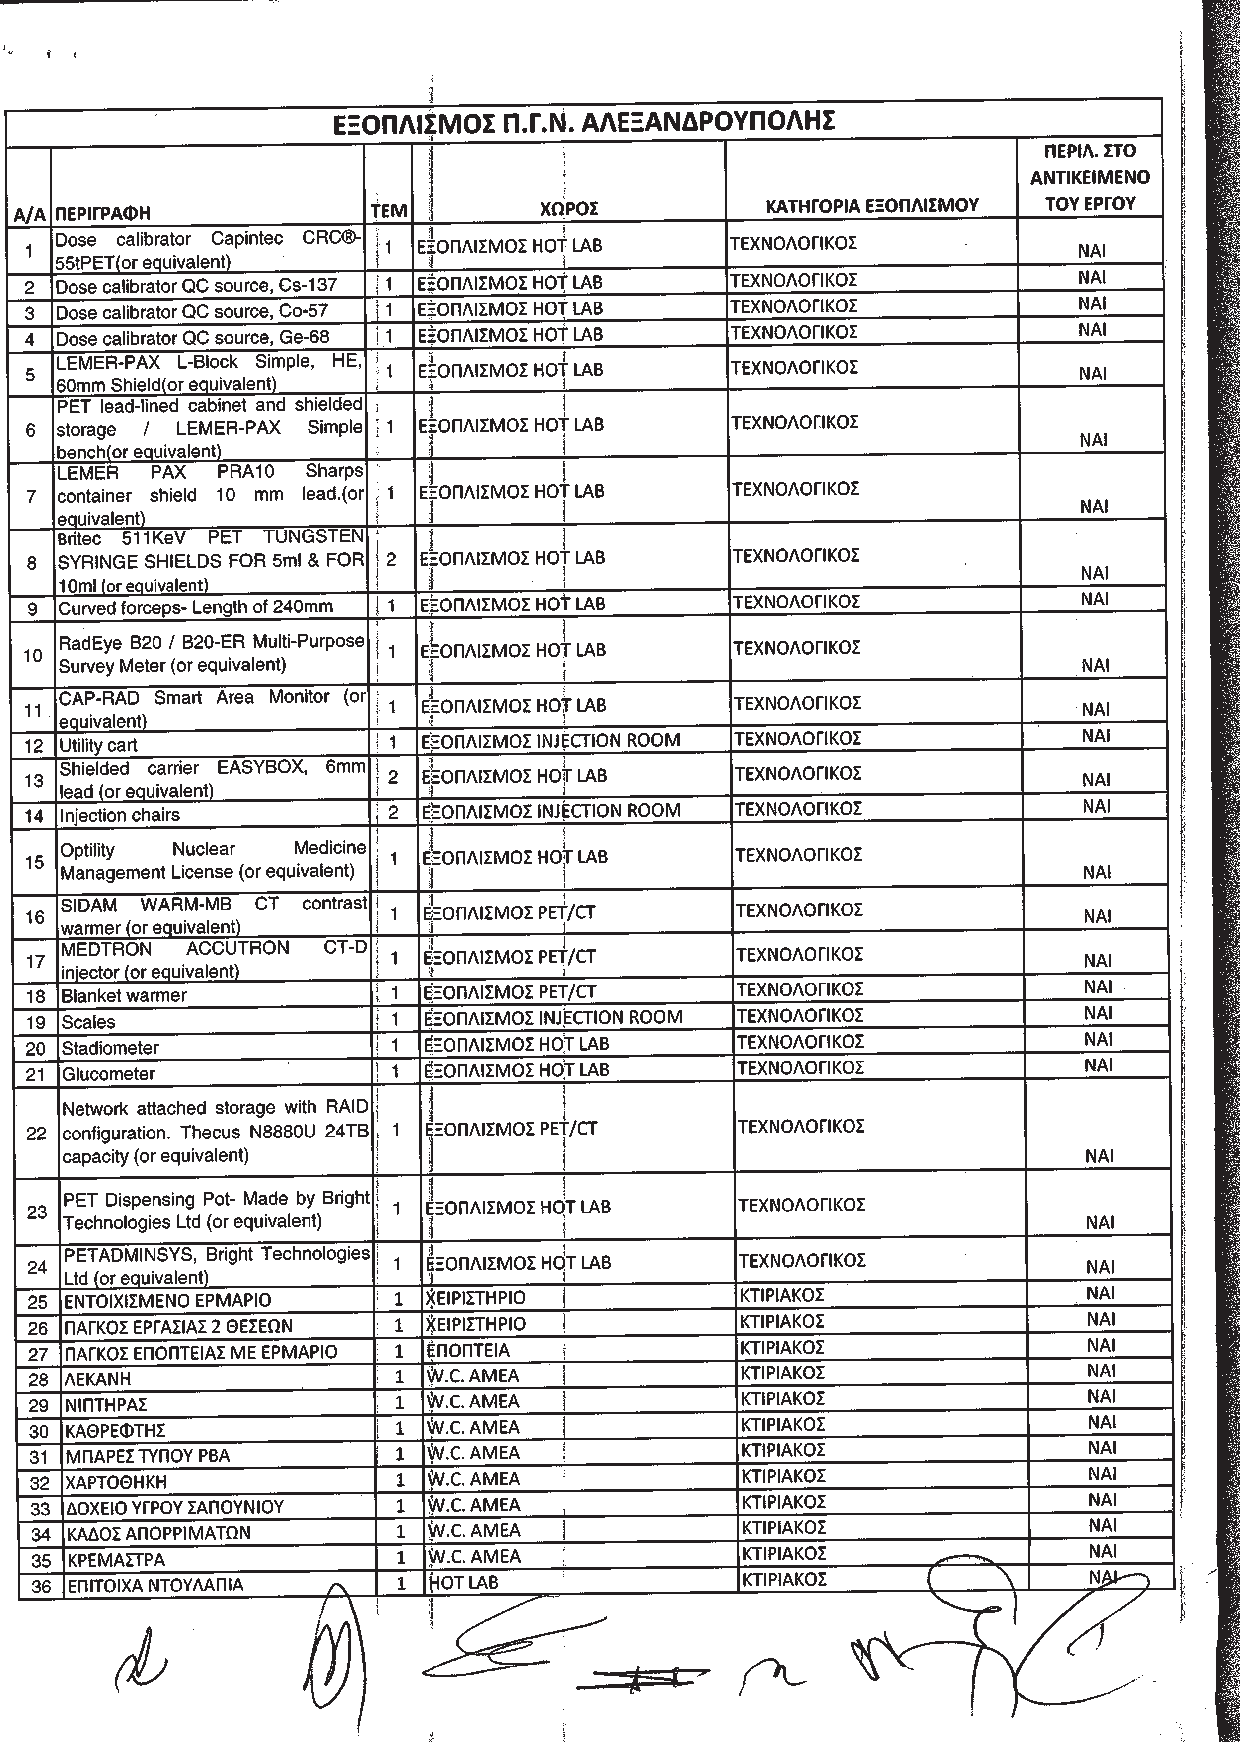 ΕΞΟΠΛΙΣΜΟΣ Π.Γ.Ν. ΑΛΕΞΑΝΔΡΟΥΠΟΛΗΣ
Α/Α ΠΕΡΙΓΡΑΦΗ ΤΕΜ ΧΩΡΟΣ ΚΑΤΗΓΟΡΙΑ ΕΞΟΠΛΙΣΜΟΥ ΠΕΡΙΛ. ΣΤΟ
ΑΝΤΙΚΕΙΜΕΝΟ
ΤΟΥ ΕΡΓΟΥ
1 Dose calibrator Capintec CRC®-
55tPET(or equivalent) 1 ΕΞΟΠΛΙΣΜΟΣ HOT LAB ΤΕΧΝΟΛΟΓΙΚΟΣ ΝΑΙ
2 Dose calibrator QC source, Cs-137 1 ΕΞΟΠΛΙΣΜΟΣ HOT LAB ΤΕΧΝΟΛΟΓΙΚΟΣ ΝΑΙ
3 Dose calibrator QC source, Co-57 1 ΕΞΟΠΛΙΣΜΟΣ HOT LAB ΤΕΧΝΟΛΟΓΙΚΟΣ ΝΑΙ
4 Dose calibrator QC source, Ge-68 1 ΕΞΟΠΛΙΣΜΟΣ HOT LAB ΤΕΧΝΟΛΟΓΙΚΟΣ ΝΑΙ
5 LEMER-PAX L-Block Simple, HE,
60mm Shield(or equivalent) 1 ΕΞΟΠΛΙΣΜΟΣ HOT LAB ΤΕΧΝΟΛΟΓΙΚΟΣ ΝΑΙ
6 PET lead-lined cabinet and shielded
storage / LEMER-PAX Simple
bench(or equivalent) 1 ΕΞΟΠΛΙΣΜΟΣ HOT LAB ΤΕΧΝΟΛΟΓΙΚΟΣ ΝΑΙ
7 LEMER PAX PRA10 Sharps
container shield 10 mm lead.(or
equivalent) 1 ΕΞΟΠΛΙΣΜΟΣ HOT LAB ΤΕΧΝΟΛΟΓΙΚΟΣ ΝΑΙ
8 Britec 511KeV PET TUNGSTEN
SYRINGE SHIELDS FOR 5ml & FOR
10ml (or equivalent) 2 ΕΞΟΠΛΙΣΜΟΣ HOT LAB ΤΕΧΝΟΛΟΓΙΚΟΣ ΝΑΙ
9 Curved forceps- Length of 240mm 1 ΕΞΟΠΛΙΣΜΟΣ HOT LAB ΤΕΧΝΟΛΟΓΙΚΟΣ ΝΑΙ
10 RadEye B20 / B20-ER Multi-Purpose
Survey Meter (or equivalent) 1 ΕΞΟΠΛΙΣΜΟΣ HOT LAB ΤΕΧΝΟΛΟΓΙΚΟΣ ΝΑΙ
11 CAP-RAD Smart Area Monitor (or
equivalent) 1 ΕΞΟΠΛΙΣΜΟΣ HOT LAB ΤΕΧΝΟΛΟΓΙΚΟΣ ΝΑΙ
12 Utility cart 1 ΕΞΟΠΛΙΣΜΟΣ INJECTION ROOM ΤΕΧΝΟΛΟΓΙΚΟΣ ΝΑΙ
13 Shielded carrier EASYBOX, 6mm
lead (or equivalent) 2 ΕΞΟΠΛΙΣΜΟΣ HOT LAB ΤΕΧΝΟΛΟΓΙΚΟΣ ΝΑΙ
14 Injection chairs 2 ΕΞΟΠΛΙΣΜΟΣ INJECTION ROOM ΤΕΧΝΟΛΟΓΙΚΟΣ ΝΑΙ
15 Optility Nuclear Medicine
Management License (or equivalent) 1 ΕΞΟΠΛΙΣΜΟΣ HOT LAB ΤΕΧΝΟΛΟΓΙΚΟΣ ΝΑΙ
16 SIDAM WARM-MB CT contrast
warmer (or equivalent) 1 ΕΞΟΠΛΙΣΜΟΣ PET/CT ΤΕΧΝΟΛΟΓΙΚΟΣ ΝΑΙ
17 MEDTRON ACCUTRON CT-D
injector (or equivalent) 1 ΕΞΟΠΛΙΣΜΟΣ PET/CT ΤΕΧΝΟΛΟΓΙΚΟΣ ΝΑΙ
18 Blanket warmer 1 ΕΞΟΠΛΙΣΜΟΣ PET/CT ΤΕΧΝΟΛΟΓΙΚΟΣ ΝΑΙ
19 Scales 1 ΕΞΟΠΛΙΣΜΟΣ INJECTION ROOM ΤΕΧΝΟΛΟΓΙΚΟΣ ΝΑΙ
20 Stadiometer 1 ΕΞΟΠΛΙΣΜΟΣ HOT LAB ΤΕΧΝΟΛΟΓΙΚΟΣ ΝΑΙ
21 Glucometer 1 ΕΞΟΠΛΙΣΜΟΣ HOT LAB ΤΕΧΝΟΛΟΓΙΚΟΣ ΝΑΙ
22 Network attached storage with RAID
configuration. Thecus N8880U 24TB
capacity (or equivalent) 1 ΕΞΟΠΛΙΣΜΟΣ PET/CT ΤΕΧΝΟΛΟΓΙΚΟΣ ΝΑΙ
23 PET Dispensing Pot- Made by Bright
Technologies Ltd (or equivalent) 1 ΕΞΟΠΛΙΣΜΟΣ HOT LAB ΤΕΧΝΟΛΟΓΙΚΟΣ ΝΑΙ
24 PETADMINSYS, Bright Technologies
Ltd (or equivalent) 1 ΕΞΟΠΛΙΣΜΟΣ HOT LAB ΤΕΧΝΟΛΟΓΙΚΟΣ ΝΑΙ
25 ΕΝΤΟΙΧΙΣΜΕΝΟ ΕΡΜΑΡΙΟ 1 ΧΕΙΡΙΣΤΗΡΙΟ ΚΤΙΡΙΑΚΟΣ ΝΑΙ
26 ΠΑΓΚΟΣ ΕΡΓΑΣΙΑΣ 2 ΘΕΣΕΩΝ 1 ΧΕΙΡΙΣΤΗΡΙΟ ΚΤΙΡΙΑΚΟΣ ΝΑΙ
27 ΠΑΓΚΟΣ ΕΠΟΠΤΕΙΑΣ ΜΕ ΕΡΜΑΡΙΟ 1 ΕΠΟΠΤΕΙΑ ΚΤΙΡΙΑΚΟΣ ΝΑΙ
28 ΛΕΚΑΝΗ 1 W.C. ΑΜΕΑ ΚΤΙΡΙΑΚΟΣ ΝΑΙ
29 ΝΙΠΤΗΡΑΣ 1 W.C. ΑΜΕΑ ΚΤΙΡΙΑΚΟΣ ΝΑΙ
30 ΚΑΘΡΕΦΤΗΣ 1 W.C. ΑΜΕΑ ΚΤΙΡΙΑΚΟΣ ΝΑΙ
31 ΜΠΑΡΕΣ ΤΥΠΟΥ PBA 1 W.C. ΑΜΕΑ ΚΤΙΡΙΑΚΟΣ ΝΑΙ
32 ΧΑΡΤΟΘΗΚΗ 1 W.C. ΑΜΕΑ ΚΤΙΡΙΑΚΟΣ ΝΑΙ
33 ΔΟΧΕΙΟ ΥΓΡΟΥ ΣΑΠΟΥΝΙΟΥ 1 W.C. ΑΜΕΑ ΚΤΙΡΙΑΚΟΣ ΝΑΙ
34 ΚΑΔΟΣ ΑΠΟΡΡΙΜΑΤΩΝ 1 W.C. ΑΜΕΑ ΚΤΙΡΙΑΚΟΣ ΝΑΙ
35 ΚΡΕΜΑΣΤΡΑ 1 W.C. ΑΜΕΑ ΚΤΙΡΙΑΚΟΣ ΝΑΙ
36 ΕΠΙΤΟΙΧΑ ΝΤΟΥΛΑΠΙΑ 1 HOT LAB ΚΤΙΡΙΑΚΟΣ ΝΑΙ